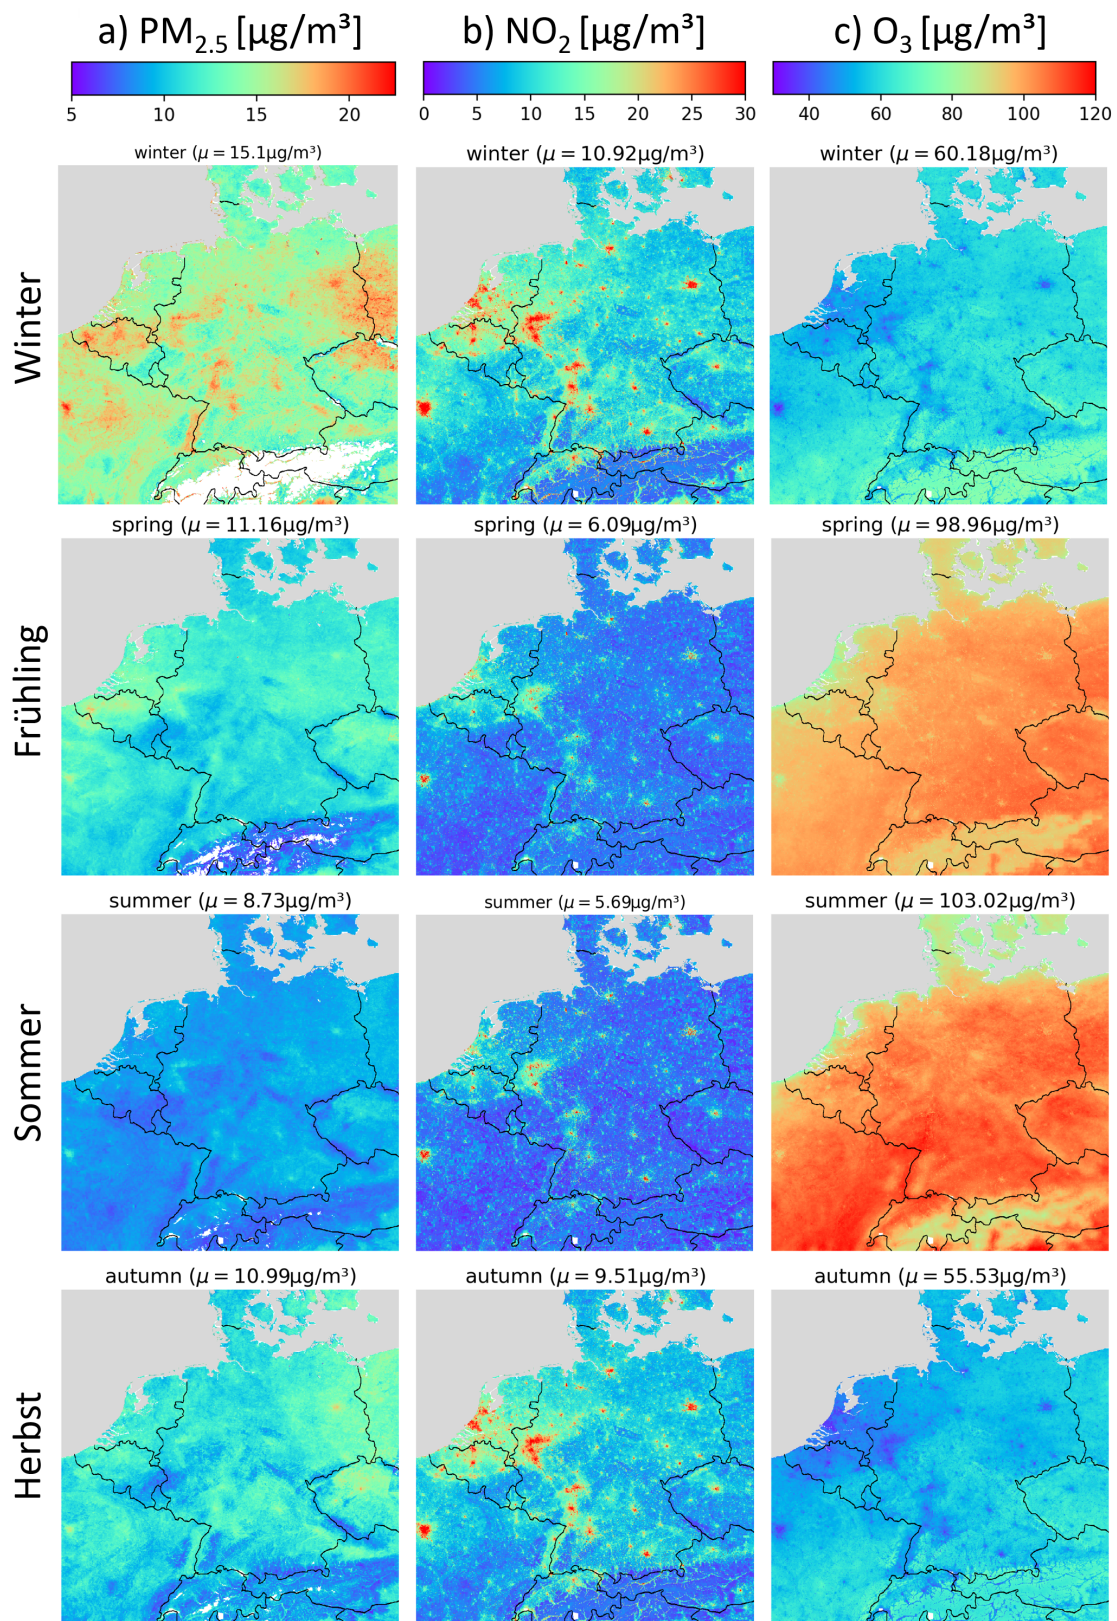 a) PM₂.₅ [µg/m³] b) NO₂ [µg/m³] c) O₃ [µg/m³]
5 10 15 20 0 5 10 15 20 25 30 40 60 80 100 120
winter (μ = 15.1µg/m³) winter (μ = 10.92µg/m³) winter (μ = 60.18µg/m³)
Winter
spring (μ = 11.16µg/m³) spring (μ = 6.09µg/m³) spring (μ = 98.96µg/m³)
Frühling
summer (μ = 8.73µg/m³) summer (μ = 5.69µg/m³) summer (μ = 103.02µg/m³)
Sommer
autumn (μ = 10.99µg/m³) autumn (μ = 9.51µg/m³) autumn (μ = 55.53µg/m³)
Herbst